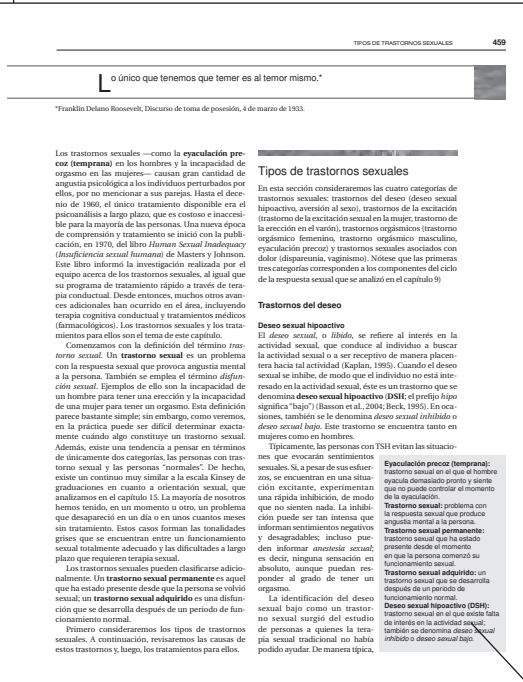 TIPOS DE TRASTORNOS SEXUALES 459
Lo único que tenemos que temer es al temor mismo.*
*Franklin Delano Roosevelt, Discurso de toma de posesión, 4 de marzo de 1933.
Los trastornos sexuales —como la eyaculación pre-
coz (temprana) en los hombres y la incapacidad de
orgasmo en las mujeres— causan gran cantidad de
angustia psicológica a los individuos perturbados por
ellos, por no mencionar a sus parejas. Hasta el dece-
nio de 1960, el único tratamiento disponible era el
psicoanálisis a largo plazo, que es costoso e inaccesi-
ble para la mayoría de las personas. Una nueva época
de comprensión y tratamiento se inició con la publi-
cación, en 1970, del libro Human Sexual Inadequacy
(Insuficiencia sexual humana) de Masters y Johnson.
Este libro informó la investigación realizada por el
equipo acerca de los trastornos sexuales, al igual que
su programa de tratamiento rápido a través de tera-
pia conductual. Desde entonces, muchos otros avan-
ces adicionales han ocurrido en el área, incluyendo
terapia cognitiva conductual y tratamientos médicos
(farmacológicos). Los trastornos sexuales y los trata-
mientos para ellos son el tema de este capítulo.
Comenzamos con la definición del término tras-
torno sexual. Un trastorno sexual es un problema
con la respuesta sexual que provoca angustia mental
a la persona. También se emplea el término disfun-
ción sexual. Ejemplos de ello son la incapacidad de
un hombre para tener una erección y la incapacidad
de una mujer para tener un orgasmo. Esta definición
parece bastante simple; sin embargo, como veremos,
en la práctica puede ser difícil determinar exacta-
mente cuándo algo constituye un trastorno sexual.
Además, existe una tendencia a pensar en términos
de únicamente dos categorías, las personas con tras-
torno sexual y las personas “normales”. De hecho,
existe un continuo muy similar a la escala Kinsey de
graduaciones en cuanto a orientación sexual, que
analizamos en el capítulo 15. La mayoría de nosotros
hemos tenido, en un momento u otro, un problema
que desapareció en un día o en unos cuantos meses
sin tratamiento. Estos casos forman las tonalidades
grises que se encuentran entre un funcionamiento
sexual totalmente adecuado y las dificultades a largo
plazo que requieren terapia sexual.
Los trastornos sexuales pueden clasificarse adicio-
nalmente. Un trastorno sexual permanente es aquel
que ha estado presente desde que la persona se volvió
sexual; un trastorno sexual adquirido es una disfun-
ción que se desarrolla después de un periodo de fun-
cionamiento normal.
Primero consideraremos los tipos de trastornos
sexuales. A continuación, revisaremos las causas de
estos trastornos y, luego, los tratamientos para ellos.
Tipos de trastornos sexuales
En esta sección consideraremos las cuatro categorías de
trastornos sexuales: trastornos del deseo (deseo sexual
hipoactivo, aversión al sexo), trastornos de la excitación
(trastorno de la excitación sexual en la mujer, trastorno de
la erección en el varón), trastornos orgásmicos (trastorno
orgásmico femenino, trastorno orgásmico masculino,
eyaculación precoz) y trastornos sexuales asociados con
dolor (dispareunia, vaginismo). Nótese que las primeras
tres categorías corresponden a los componentes del ciclo
de la respuesta sexual que se analizó en el capítulo 9)
Trastornos del deseo
Deseo sexual hipoactivo
El deseo sexual, o libido, se refiere al interés en la
actividad sexual, que conduce al individuo a buscar
la actividad sexual o a ser receptivo de manera placen-
tera hacia tal actividad (Kaplan, 1995). Cuando el deseo
sexual se inhibe, de modo que el individuo no está inte-
resado en la actividad sexual, éste es un trastorno que se
denomina deseo sexual hipoactivo (DSH; el prefijo hipo
significa “bajo”) (Basson et al., 2004; Beck, 1995). En oca-
siones, también se le denomina deseo sexual inhibido o
deseo sexual bajo. Este trastorno se encuentra tanto en
mujeres como en hombres.
Típicamente, las personas con TSH evitan las situacio-
nes que evocarán sentimientos
sexuales. Si, a pesar de sus esfuer-
zos, se encuentran en una situa-
ción excitante, experimentan
una rápida inhibición, de modo
que no sienten nada. La inhibi-
ción puede ser tan intensa que
informan sentimientos negativos
y desagradables; incluso pue-
den informar anestesia sexual;
es decir, ninguna sensación en
absoluto, aunque puedan res-
ponder al grado de tener un
orgasmo.
La identificación del deseo
sexual bajo como un trastor-
no sexual surgió del estudio
de personas a quienes la tera-
pia sexual tradicional no había
podido ayudar. De manera típica,
Eyaculación precoz (temprana):
trastorno sexual en el que el hombre
eyacula demasiado pronto y siente
que no puede controlar el momento
de la eyaculación.
Trastorno sexual: problema con
la respuesta sexual que produce
angustia mental a la persona.
Trastorno sexual permanente:
trastorno sexual que ha estado
presente desde el momento
en que la persona comenzó su
funcionamiento sexual.
Trastorno sexual adquirido: un
trastorno sexual que se desarrolla
después de un periodo de
funcionamiento normal.
Deseo sexual hipoactivo (DSH):
trastorno sexual en el que existe falta
de interés en la actividad sexual;
también se denomina deseo sexual
inhibido o deseo sexual bajo.